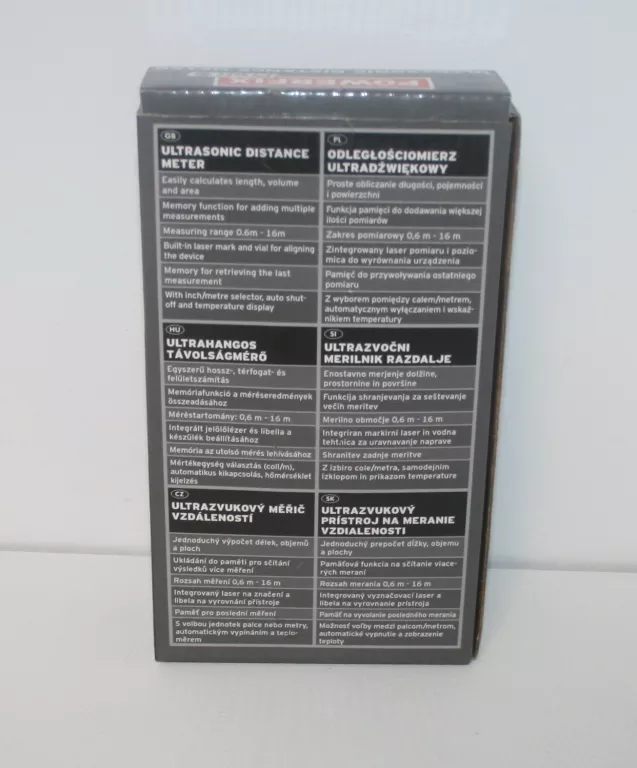 POWERFIX
GB
ULTRASONIC DISTANCE
METER
Easily calculates length, volume
and area
Memory function for adding multiple
measurements
Measuring range 0.6m - 16m
Built-in laser mark and vial for aligning
the device
Memory for retrieving the last
measurement
With inch/metre selector, auto shut-
off and temperature display
PL
ODLEGŁOŚCIOMIERZ
ULTRADŹWIĘKOWY
Proste obliczanie długości, pojemności
i powierzchni
Funkcja pamięci do dodawania większej
ilości pomiarów
Zakres pomiarowy 0,6 m - 16 m
Zintegrowany laser pomiaru i pozio-
mica do wyrównania urządzenia
Pamięć do przywoływania ostatniego
pomiaru
Z wyborem pomiędzy calem/metrem,
automatycznym wyłączaniem i wskaź-
nikiem temperatury
HU
ULTRAHANGOS
TÁVOLSÁGMÉRŐ
Egyszerű hossz-, térfogat- és
felületszámítás
Memóriafunkció a méréseredmények
összeadásához
Méréstartomány: 0,6 m - 16 m
Integrált jelölőlézer és libella a
készülék beállításához
Memória az utolsó mérés lehívásához
Mértékegység választás (coll/m),
automatikus kikapcsolás, hőmérséklet
kijelzés
SI
ULTRAZVOČNI
MERILNIK RAZDALJE
Enostavno merjenje dolžine,
prostornine in površine
Funkcija shranjevanja za seštevanje
večih meritev
Merilno območje 0,6 m - 16 m
Integriran markirni laser in vodna
tehtnica za uravnavanje naprave
Shranitev zadnje meritve
Z izbiro cole/metra, samodejnim
izklopom in prikazom temperature
CZ
ULTRAZVUKOVÝ MĚŘIČ
VZDÁLENOSTÍ
Jednoduchý výpočet délek, objemů
a ploch
Ukládání do paměti pro sčítání
výsledků více měření
Rozsah měření 0,6 m - 16 m
Integrovaný laser na značení a
libela na vyrovnání přístroje
Paměť pro poslední měření
S volbou jednotek palce nebo metry,
automatickým vypínáním a teplo-
měrem
SK
ULTRAZVUKOVÝ
PRÍSTROJ NA MERANIE
VZDIALENOSTI
Jednoduchý prepočet dĺžky, objemu
a plochy
Pamäťová funkcia na sčítanie viace-
rých meraní
Rozsah merania 0,6 m - 16 m
Integrovaný vyznačovací laser a
libela na vyrovnanie prístroja
Pamäť na vyvolanie posledného merania
Možnosť voľby medzi palcom/metrom,
automatické vypnutie a zobrazenie
teploty